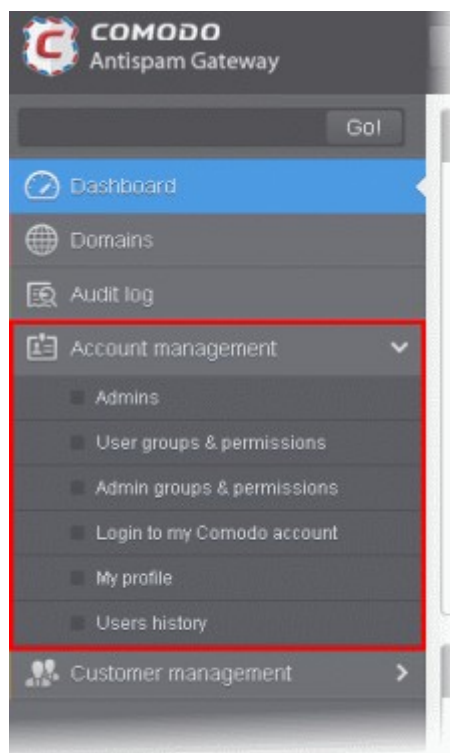 COMODO
Antispam Gateway
Go!
Dashboard
Domains
Audit log
Account management
Admins
User groups & permissions
Admin groups & permissions
Login to my Comodo account
My profile
Users history
Customer management